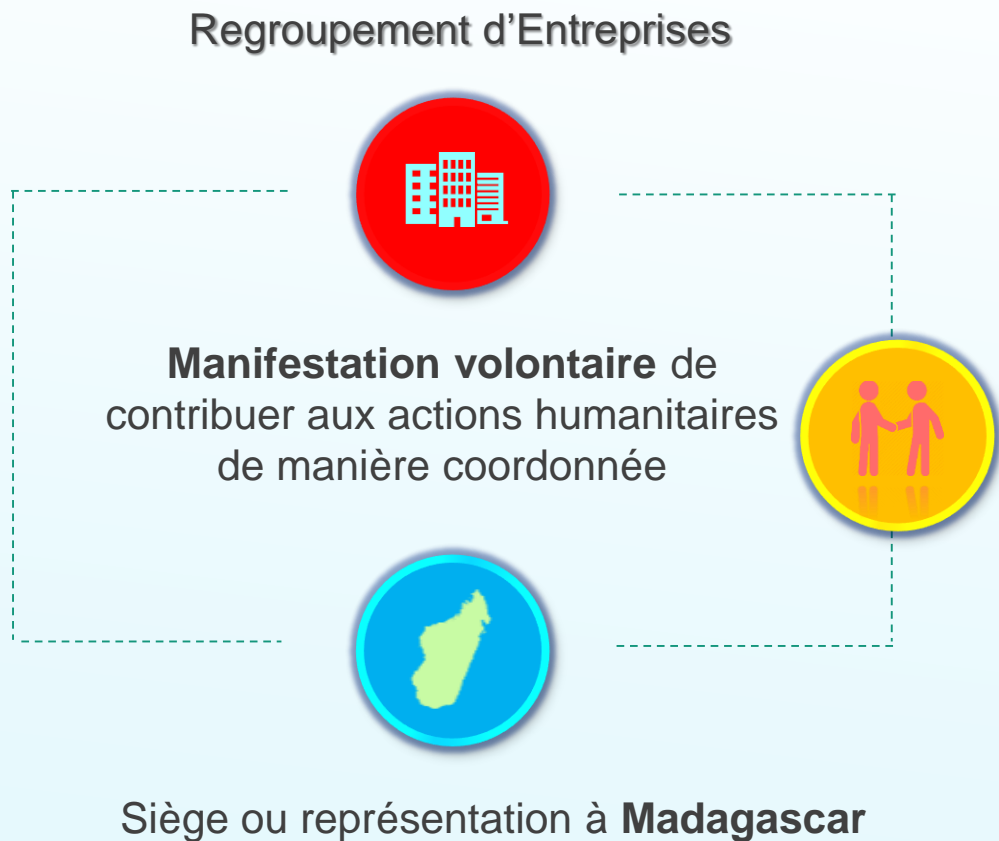 Regroupement d’Entreprises
Manifestation volontaire de
contribuer aux actions humanitaires
de manière coordonnée
Siège ou représentation à Madagascar